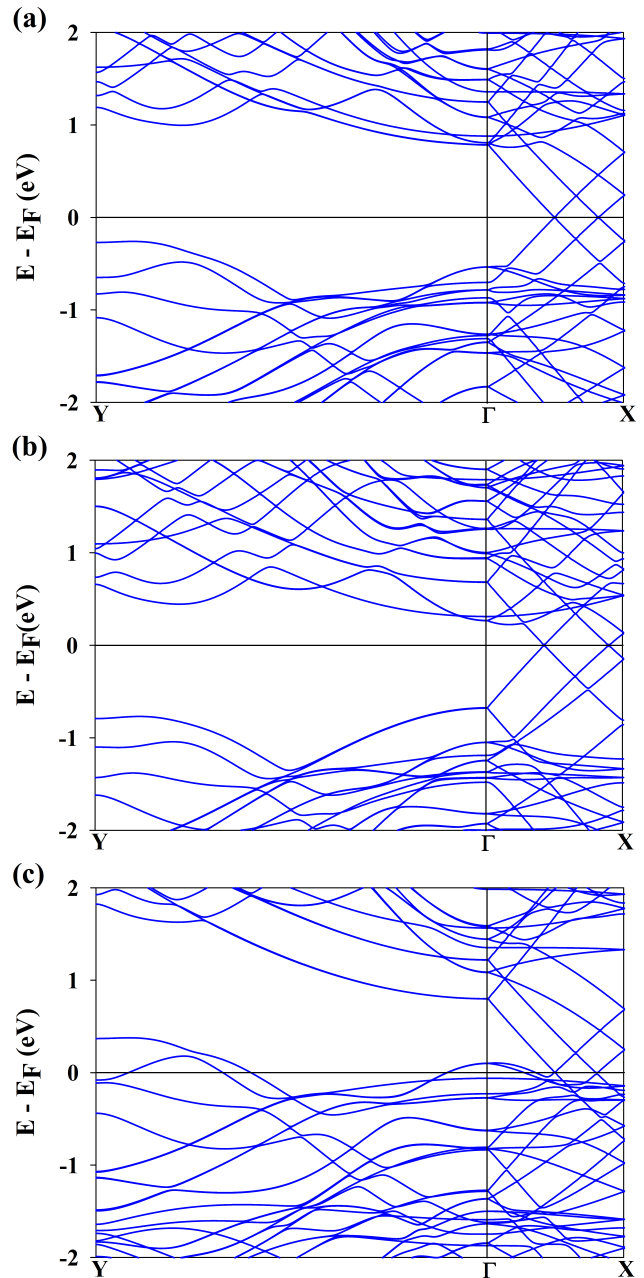 (a)
2
1
0
-1
-2
E - E_F (eV)
Y Γ X
(b)
2
1
0
-1
-2
E - E_F(eV)
Y Γ X
(c)
2
1
0
-1
-2
E - E_F (eV)
Y Γ X